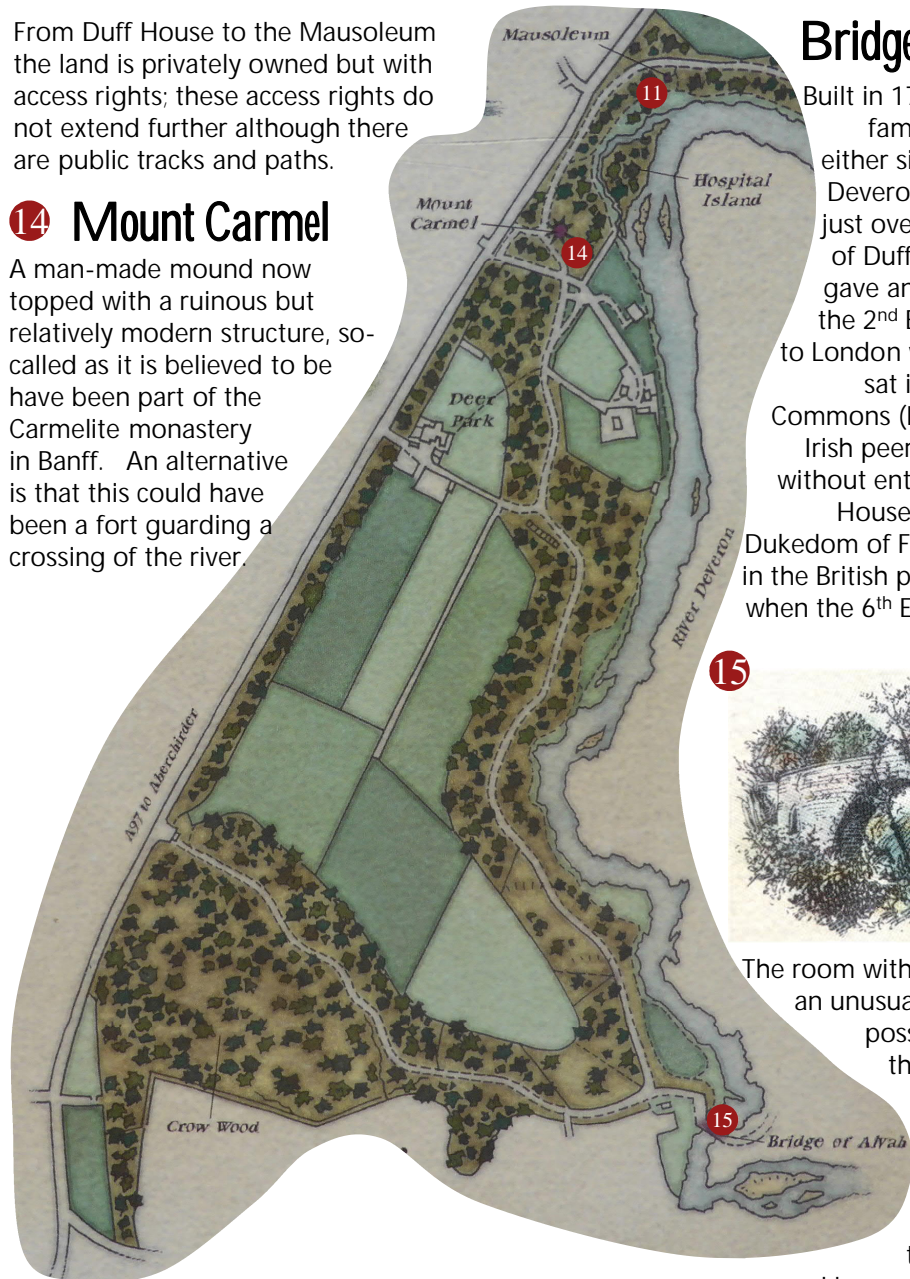 From Duff House to the Mausoleum
the land is privately owned but with
access rights; these access rights do
not extend further although there
are public tracks and paths.
14 Mount Carmel
A man-made mound now
topped with a ruinous but
relatively modern structure, so-
called as it is believed to be
have been part of the
Carmelite monastery
in Banff. An alternative
is that this could have
been a fort guarding a
crossing of the river.
Mausoleum
11
Hospital
Island
Mount
Carmel
14
Deer
Park
River Deveron
A97 to Aberchirder
Crow Wood
15
Bridge of Alvah
Bridge
Built in 17
fam
either si
Devero
just ove
of Duff
gave an
the 2nd E
to London w
sat i
Commons (
Irish peer
without ent
House
Dukedom of F
in the British p
when the 6th E
15
The room with
an unusua
poss
th
t